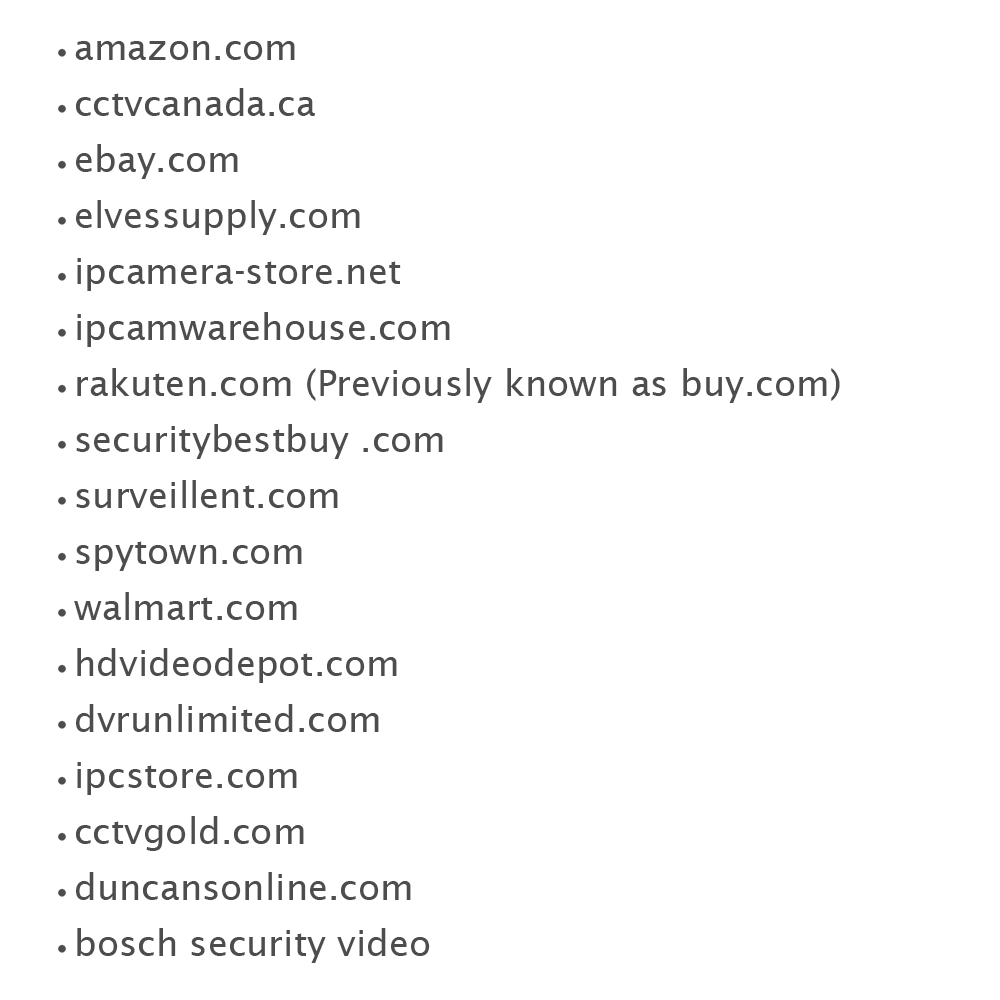 • amazon.com
• cctvcanada.ca
• ebay.com
• elvessupply.com
• ipcamera-store.net
• ipcamwarehouse.com
• rakuten.com (Previously known as buy.com)
• securitybestbuy .com
• surveillent.com
• spytown.com
• walmart.com
• hdvideodepot.com
• dvrunlimited.com
• ipcstore.com
• cctvgold.com
• duncansonline.com
• bosch security video